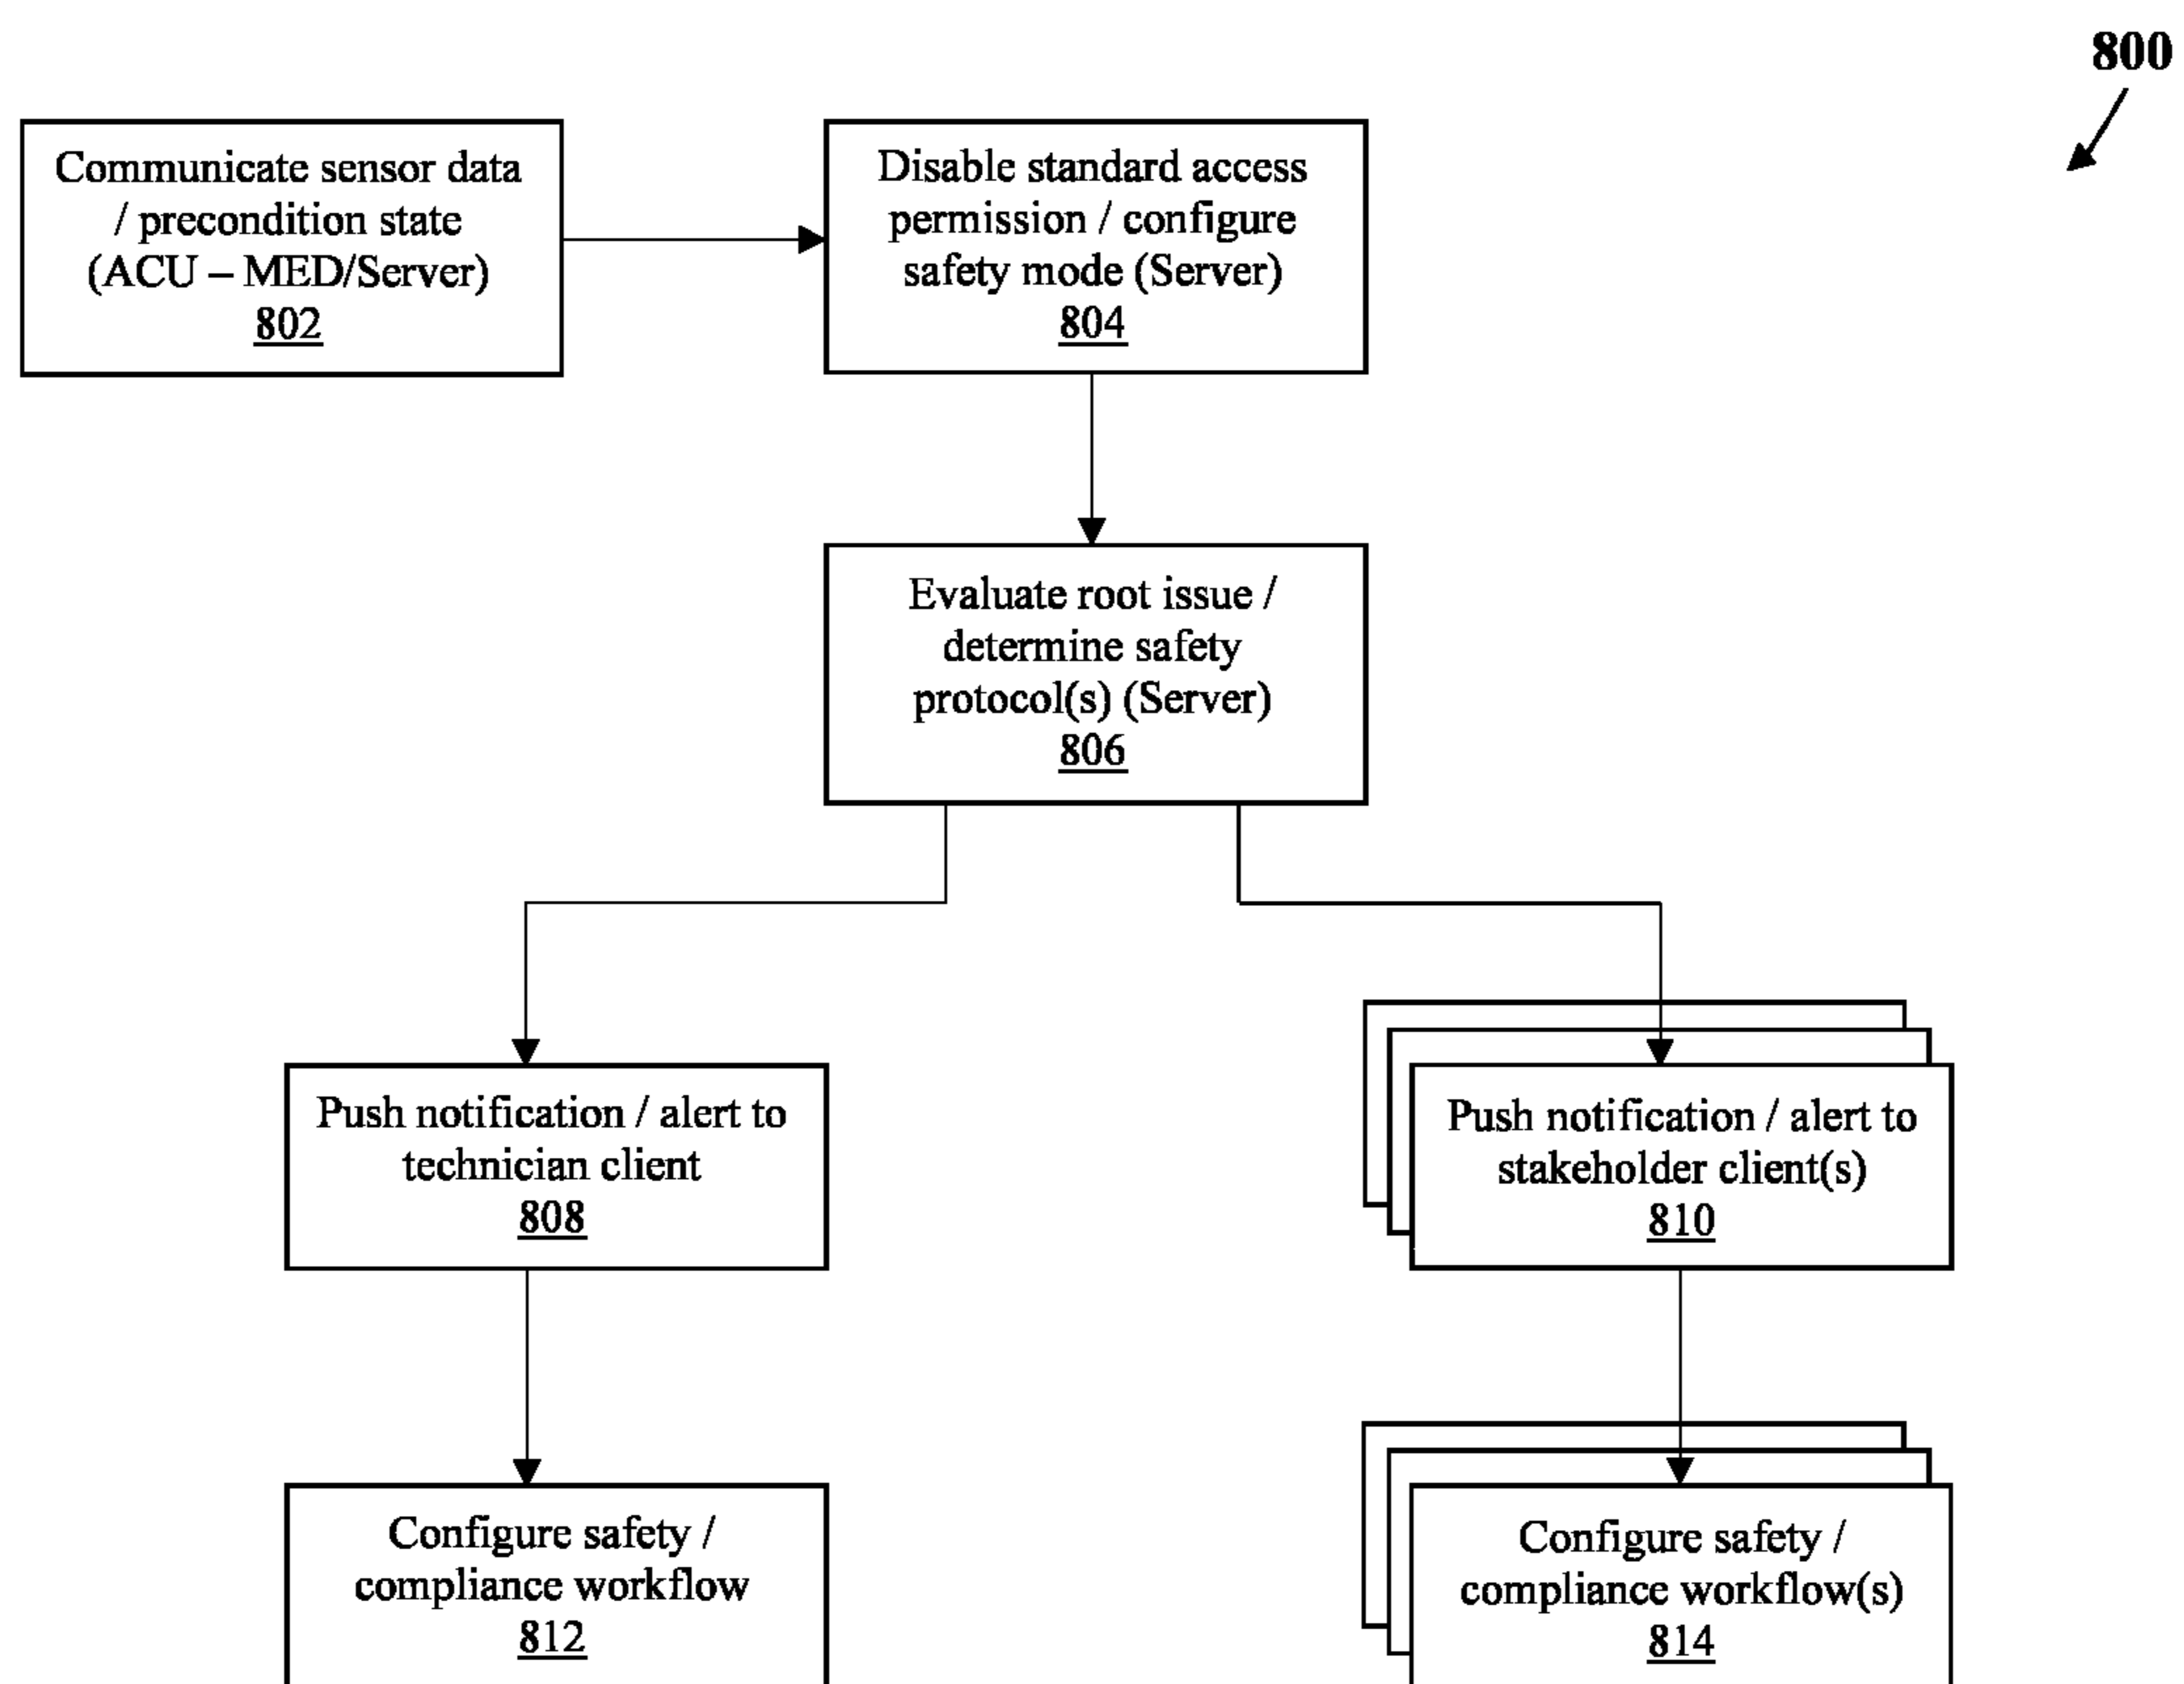 800
Communicate sensor data
/ precondition state
(ACU – MED/Server)
802
Disable standard access
permission / configure
safety mode (Server)
804
Evaluate root issue /
determine safety
protocol(s) (Server)
806
Push notification / alert to
technician client
808
Push notification / alert to
stakeholder client(s)
810
Configure safety /
compliance workflow
812
Configure safety /
compliance workflow(s)
814